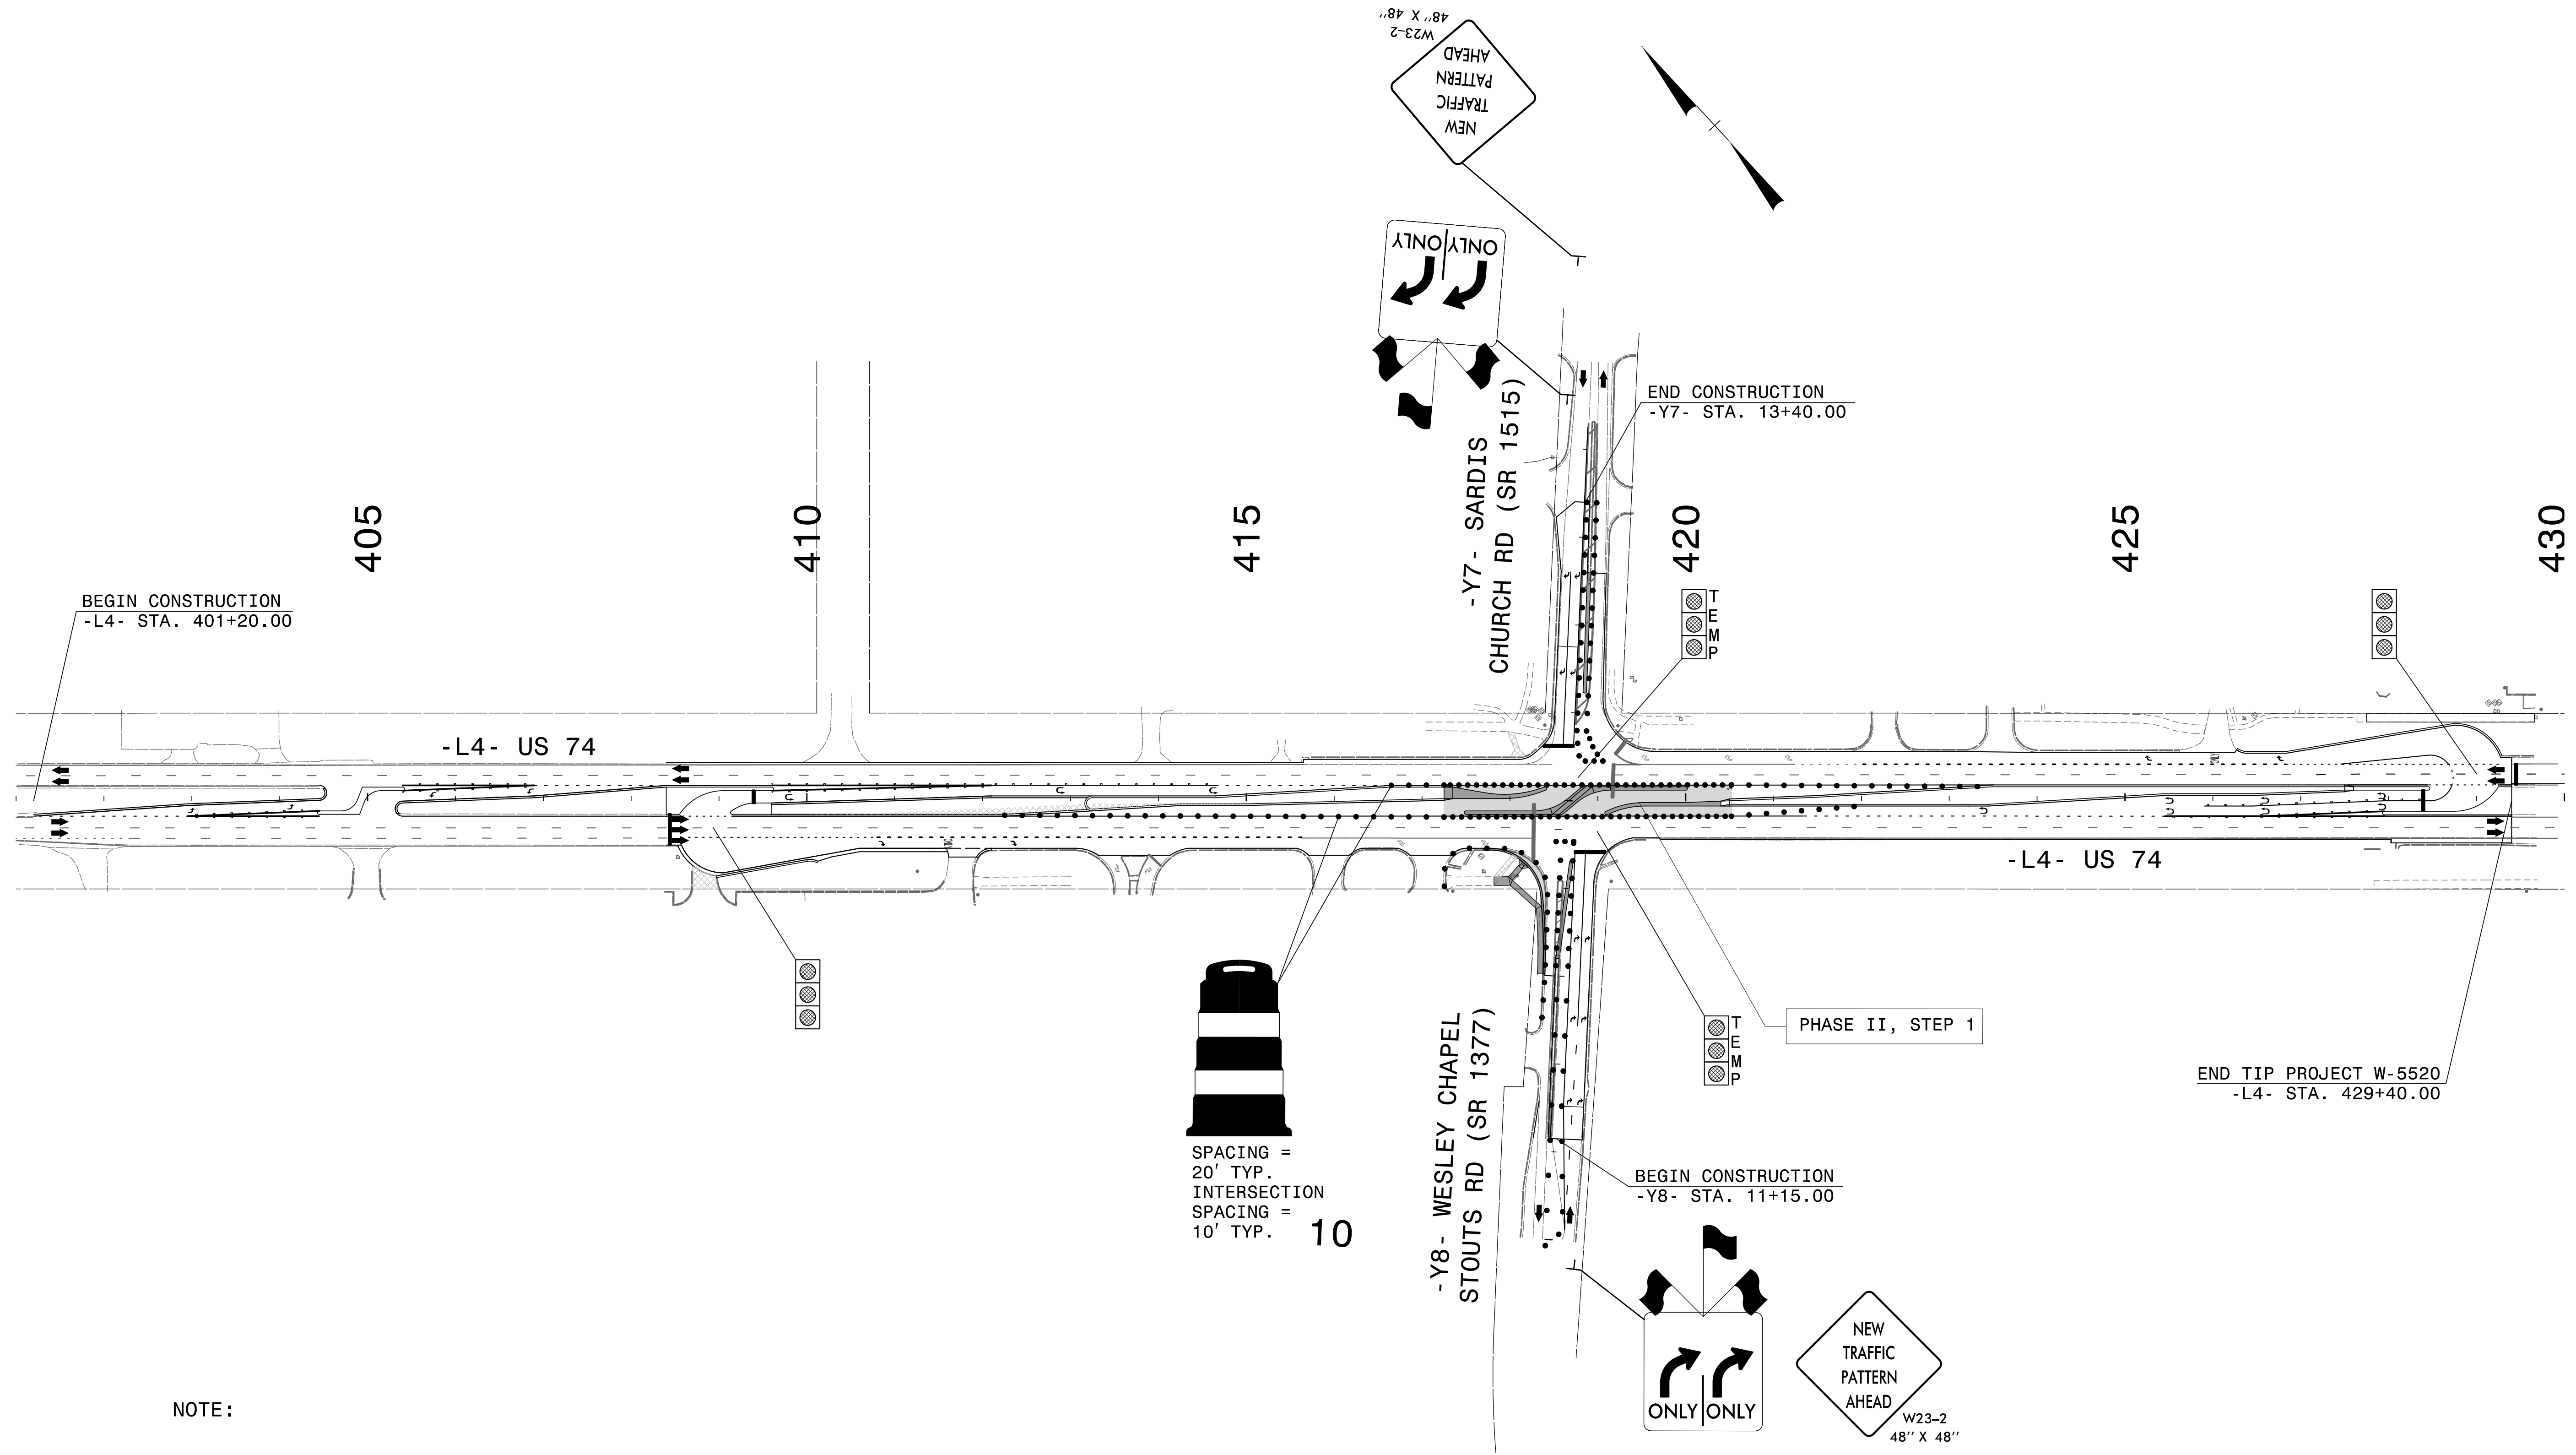 W23-2
48" X 48"
NEW
TRAFFIC
PATTERN
AHEAD
ONLY ONLY
END CONSTRUCTION
-Y7- STA. 13+40.00
-Y7- SARDIS
CHURCH RD (SR 1515)
405
410
415
420
425
430
BEGIN CONSTRUCTION
-L4- STA. 401+20.00
TEMP
-L4- US 74
-L4- US 74
SPACING =
20' TYP.
INTERSECTION
SPACING =
10' TYP.
10
-Y8- WESLEY CHAPEL
STOUTS RD (SR 1377)
TEMP
PHASE II, STEP 1
END TIP PROJECT W-5520
-L4- STA. 429+40.00
BEGIN CONSTRUCTION
-Y8- STA. 11+15.00
ONLY ONLY
NEW
TRAFFIC
PATTERN
AHEAD
W23-2
48" X 48"
NOTE: